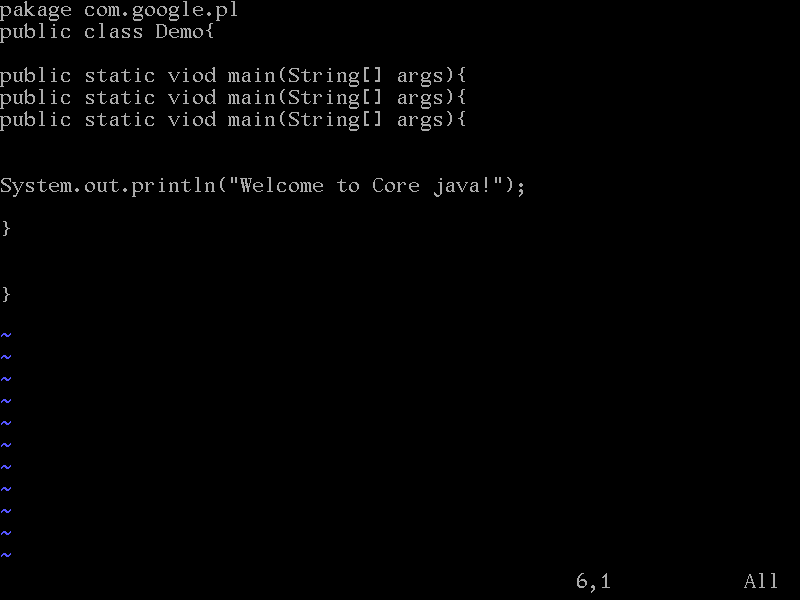 pakage com.google.pl
public class Demo{
public static viod main(String[] args){
public static viod main(String[] args){
public static viod main(String[] args){
System.out.println("Welcome to Core java!");
}
}
~
~
~
~
~
~
~
~
~
~
~
6,1 All